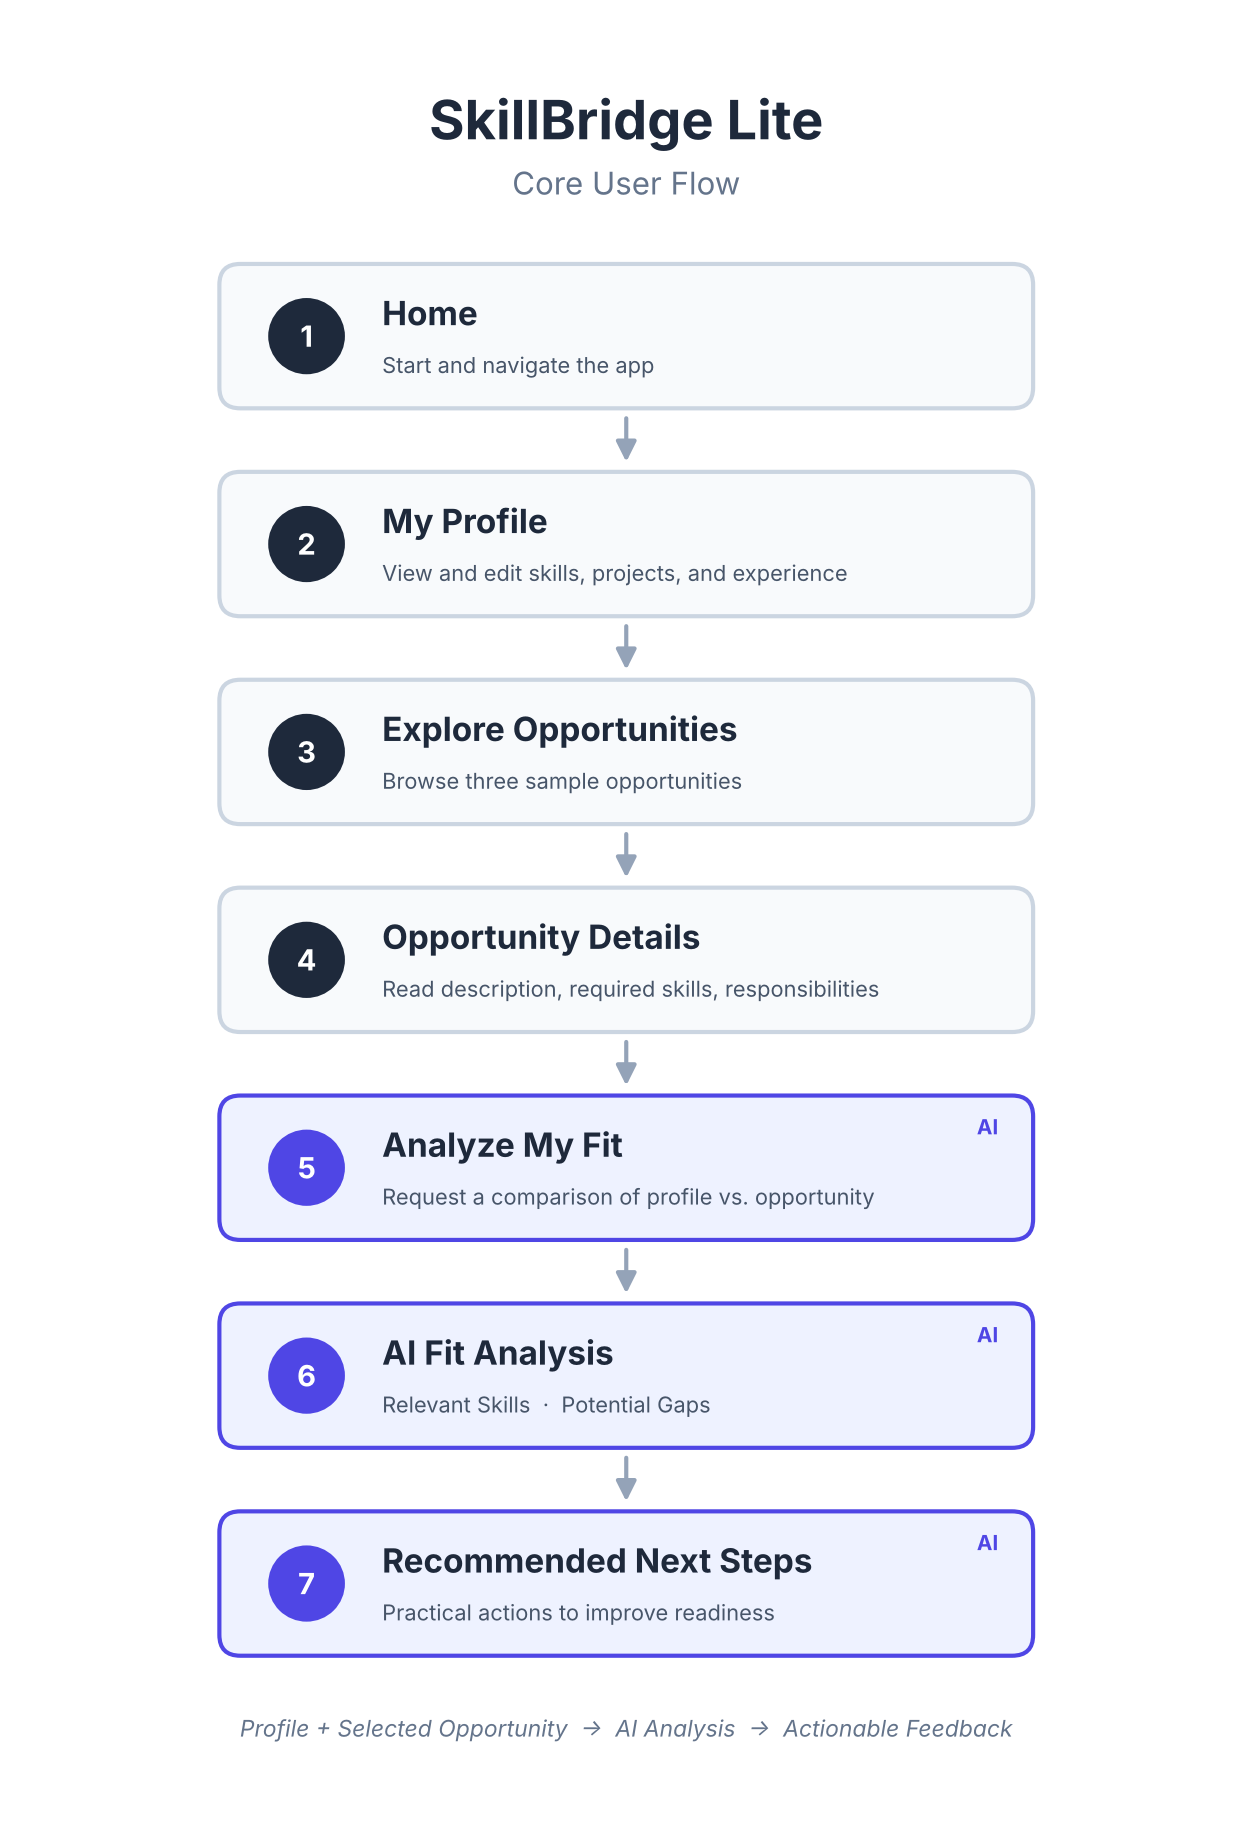 SkillBridge Lite
Core User Flow
1
Home
Start and navigate the app
2
My Profile
View and edit skills, projects, and experience
3
Explore Opportunities
Browse three sample opportunities
4
Opportunity Details
Read description, required skills, responsibilities
AI
5
Analyze My Fit
Request a comparison of profile vs. opportunity
AI
6
AI Fit Analysis
Relevant Skills · Potential Gaps
AI
7
Recommended Next Steps
Practical actions to improve readiness
Profile + Selected Opportunity → AI Analysis → Actionable Feedback